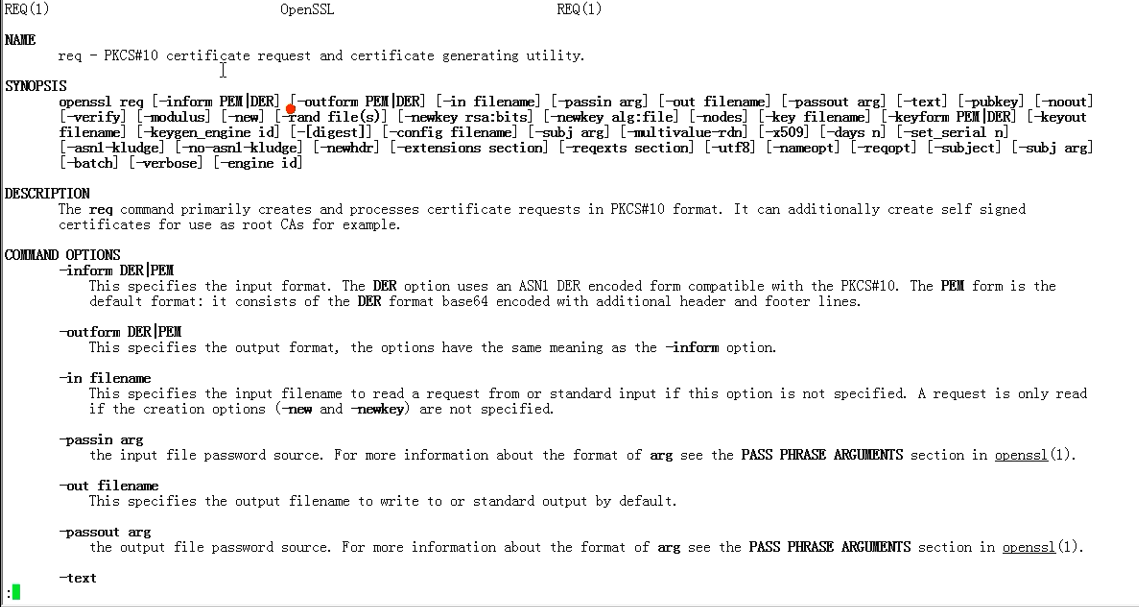 REQ(1) OpenSSL REQ(1)
NAME
req - PKCS#10 certificate request and certificate generating utility.
SYNOPSIS
openssl req [-inform PEM|DER] [-outform PEM|DER] [-in filename] [-passin arg] [-out filename] [-passout arg] [-text] [-pubkey] [-noout]
[-verify] [-modulus] [-new] [-rand file(s)] [-newkey rsa:bits] [-newkey alg:file] [-nodes] [-key filename] [-keyform PEM|DER] [-keyout
filename] [-keygen_engine id] [-[digest]] [-config filename] [-subj arg] [-multivalue-rdn] [-x509] [-days n] [-set_serial n]
[-asn1-kludge] [-no-asn1-kludge] [-newhdr] [-extensions section] [-reqexts section] [-utf8] [-nameopt] [-reqopt] [-subject] [-subj arg]
[-batch] [-verbose] [-engine id]
DESCRIPTION
The req command primarily creates and processes certificate requests in PKCS#10 format. It can additionally create self signed
certificates for use as root CAs for example.
COMMAND OPTIONS
-inform DER|PEM
This specifies the input format. The DER option uses an ASN1 DER encoded form compatible with the PKCS#10. The PEM form is the
default format: it consists of the DER format base64 encoded with additional header and footer lines.
-outform DER|PEM
This specifies the output format, the options have the same meaning as the -inform option.
-in filename
This specifies the input filename to read a request from or standard input if this option is not specified. A request is only read
if the creation options (-new and -newkey) are not specified.
-passin arg
the input file password source. For more information about the format of arg see the PASS PHRASE ARGUMENTS section in openssl(1).
-out filename
This specifies the output filename to write to or standard output by default.
-passout arg
the output file password source. For more information about the format of arg see the PASS PHRASE ARGUMENTS section in openssl(1).
-text
: